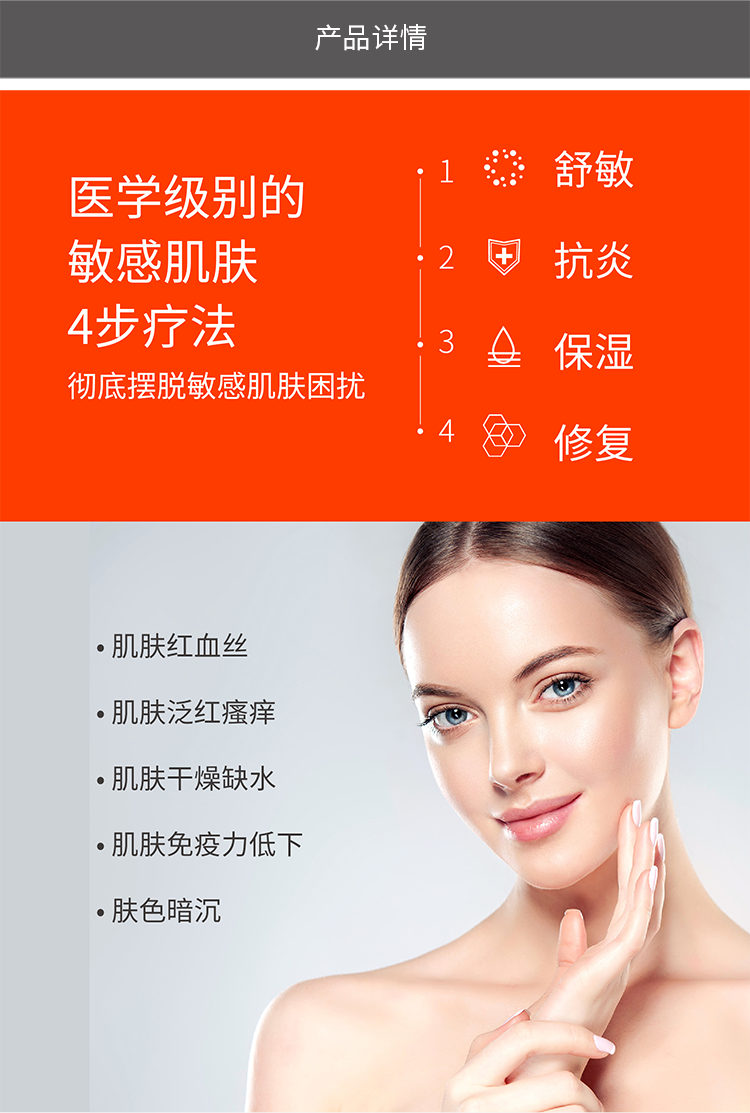 产品详情
医学级别的
敏感肌肤
4步疗法
彻底摆脱敏感肌肤困扰
1 舒敏
2 抗炎
3 保湿
4 修复
• 肌肤红血丝
• 肌肤泛红瘙痒
• 肌肤干燥缺水
• 肌肤免疫力低下
• 肤色暗沉